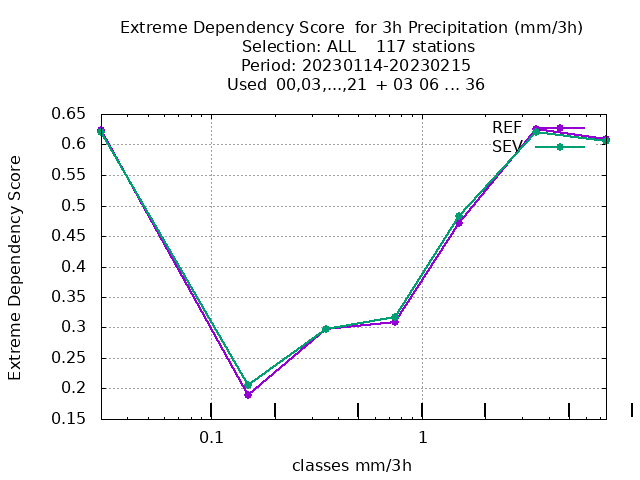 Extreme Dependency Score for 3h Precipitation (mm/3h)
Selection: ALL 117 stations
Period: 20230114-20230215
Used 00,03,...,21 + 03 06 ... 36
REF
SEV
0.65
0.6
0.55
0.5
0.45
0.4
0.35
0.3
0.25
0.2
0.15
Extreme Dependency Score
0.1 1
classes mm/3h